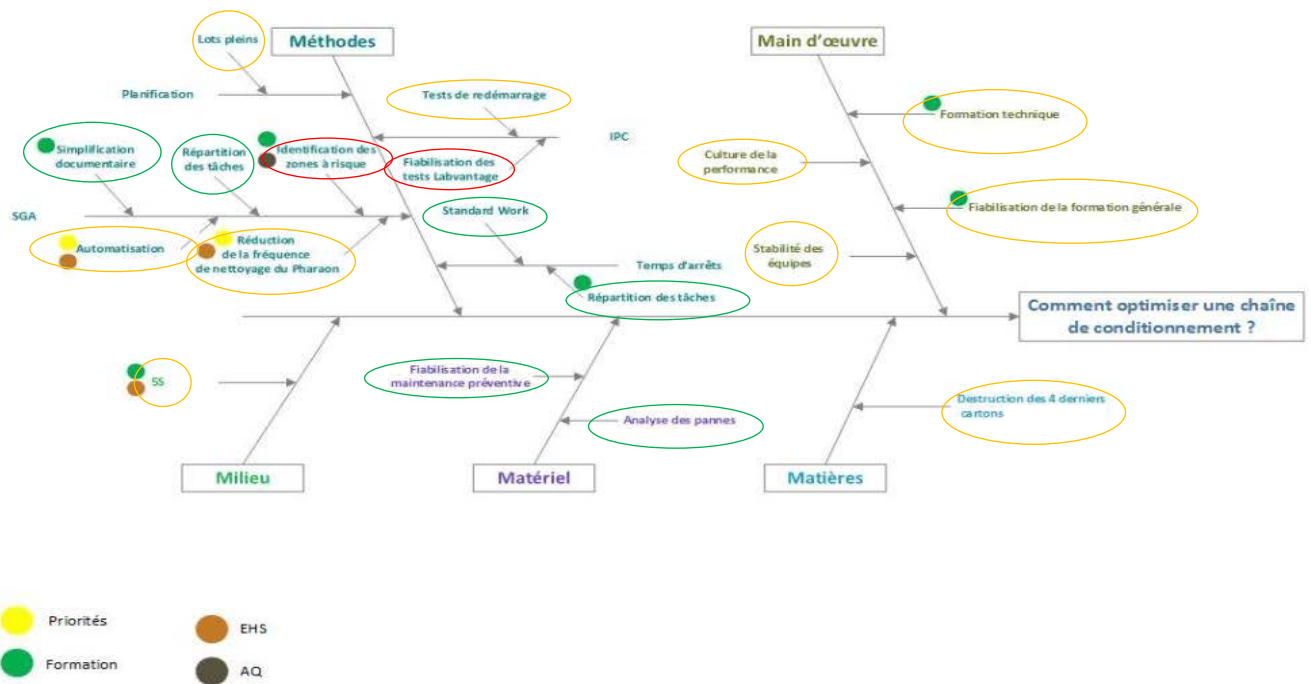 Lots pleins
Méthodes
Main d'œuvre
Planification
Tests de redémarrage
Formation technique
IPC
Simplification
documentaire
Répartition
des tâches
Identification des
zones à risque
Fiabilisation des
tests Labvantage
Culture de la
performance
SGA
Standard Work
Fiabilisation de la formation générale
Automatisation
Réduction
de la fréquence
de nettoyage du Pharaon
Temps d'arrêts
Stabilité des
équipes
Répartition des tâches
Comment optimiser une chaîne
de conditionnement ?
5S
Fiabilisation de la
maintenance préventive
Analyse des pannes
Destruction des 4 derniers
cartons
Milieu
Matériel
Matières
Priorités
EHS
Formation
AQ